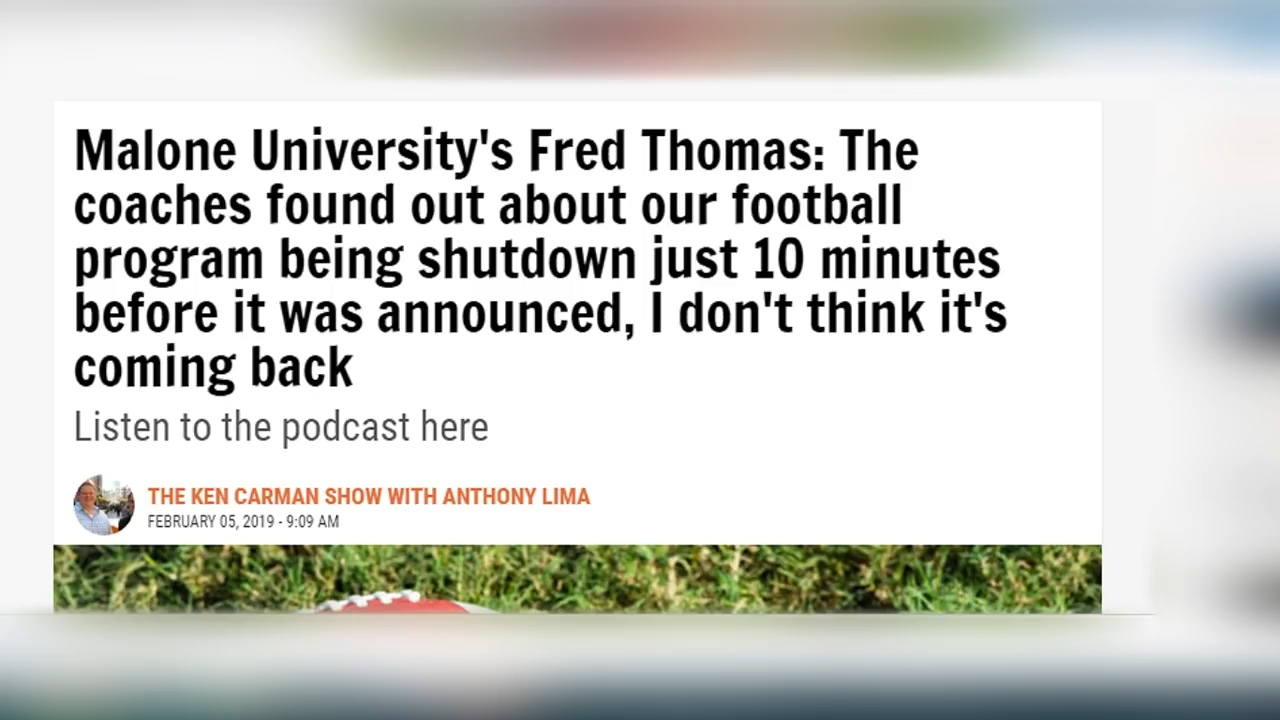 Malone University's Fred Thomas: The
coaches found out about our football
program being shutdown just 10 minutes
before it was announced, I don't think it's
coming back
Listen to the podcast here
THE KEN CARMAN SHOW WITH ANTHONY LIMA
FEBRUARY 05, 2019 - 9:09 AM